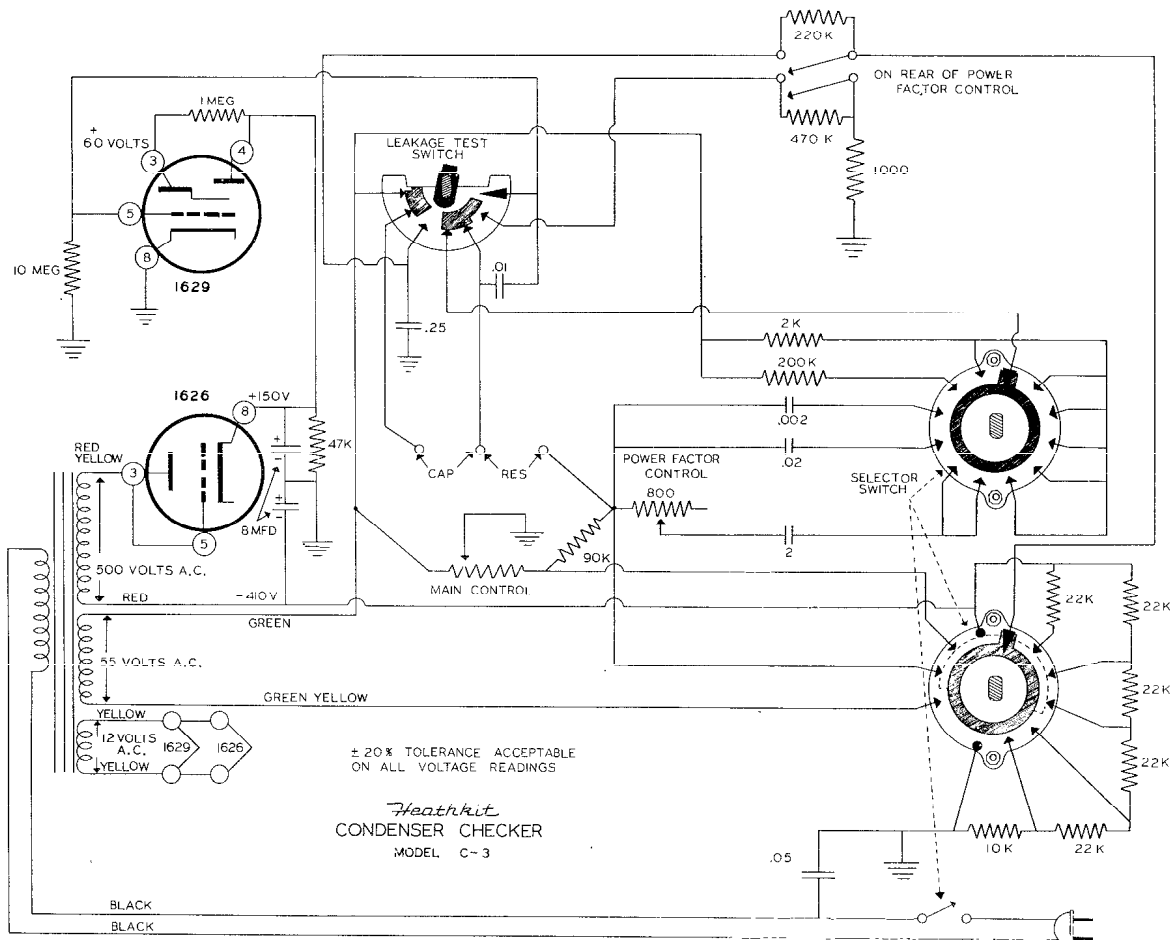 220K
ON REAR OF POWER
FACTOR CONTROL
470 K
1000
1 MEG
+
60 VOLTS
3
4
5
8
10 MEG
1629
LEAKAGE TEST
SWITCH
.01
.25
2 K
200K
.002
.02
1626
+150V
8
RED
YELLOW
3
5
47K
+
-
+
-
8 MFD
CAP
RES
POWER FACTOR
CONTROL
800
SELECTOR
SWITCH
2
90K
500 VOLTS A.C.
MAIN CONTROL
RED
-410V
GREEN
55 VOLTS A.C.
GREEN YELLOW
YELLOW
12 VOLTS
A.C.
YELLOW
1629
1626
22K
22K
22K
22K
± 20% TOLERANCE ACCEPTABLE
ON ALL VOLTAGE READINGS
Heathkit
CONDENSER CHECKER
MODEL C-3
10K
22K
.05
BLACK
BLACK